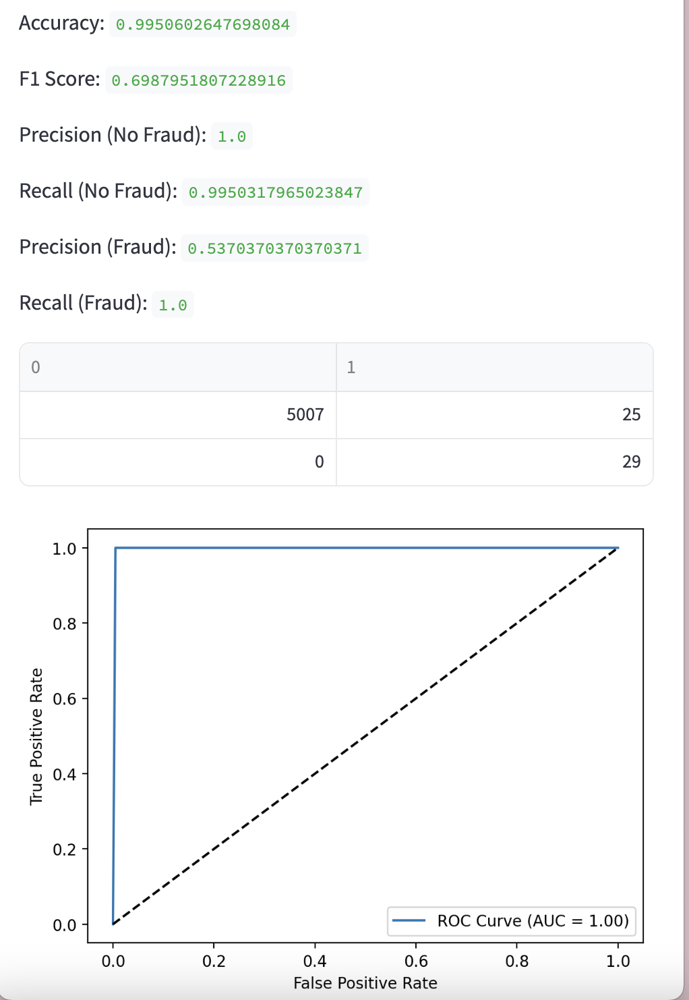 Accuracy: 0.9950602647698084
F1 Score: 0.6987951807228916
Precision (No Fraud): 1.0
Recall (No Fraud): 0.9950317965023847
Precision (Fraud): 0.5370370370370371
Recall (Fraud): 1.0
0 1
5007 25
0 29
1.0
0.8
0.6
0.4
0.2
0.0
True Positive Rate
ROC Curve (AUC = 1.00)
0.0 0.2 0.4 0.6 0.8 1.0
False Positive Rate